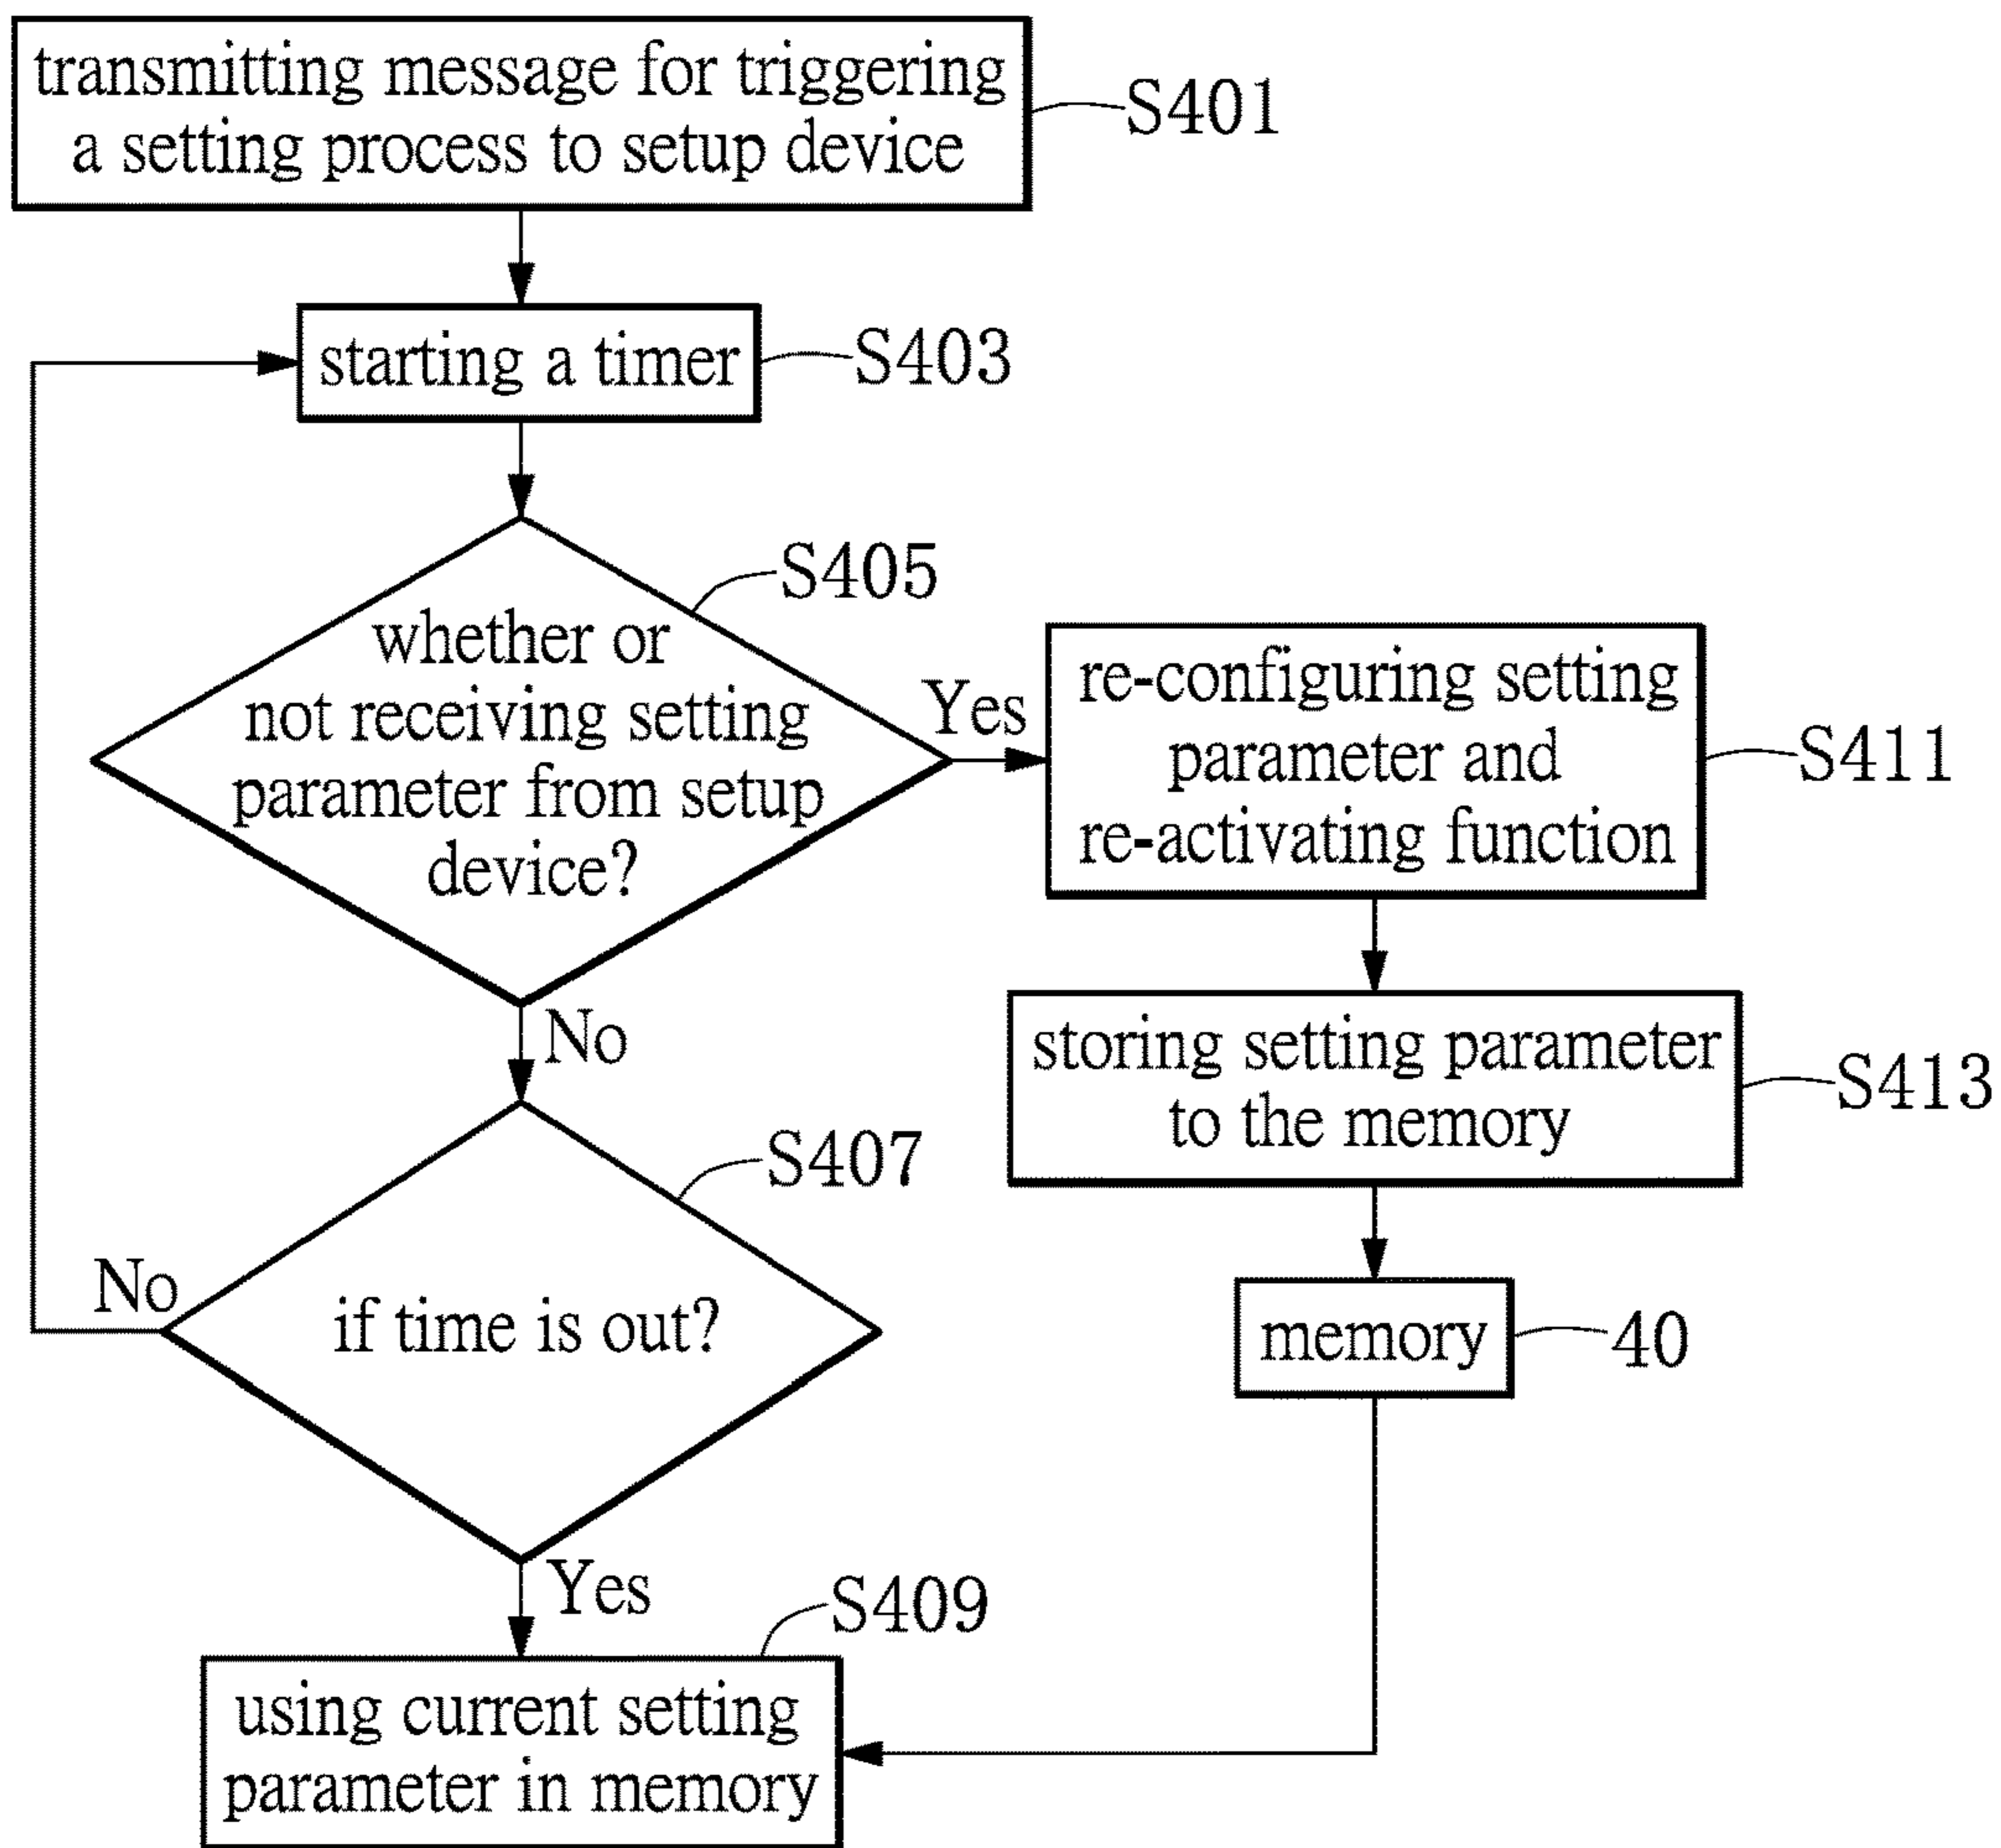 transmitting message for triggering
a setting process to setup device
S401
starting a timer
S403
S405
whether or
not receiving setting
parameter from setup
device?
Yes
re-configuring setting
parameter and
re-activating function
S411
No
storing setting parameter
to the memory
S413
S407
No
if time is out?
memory
40
Yes
S409
using current setting
parameter in memory